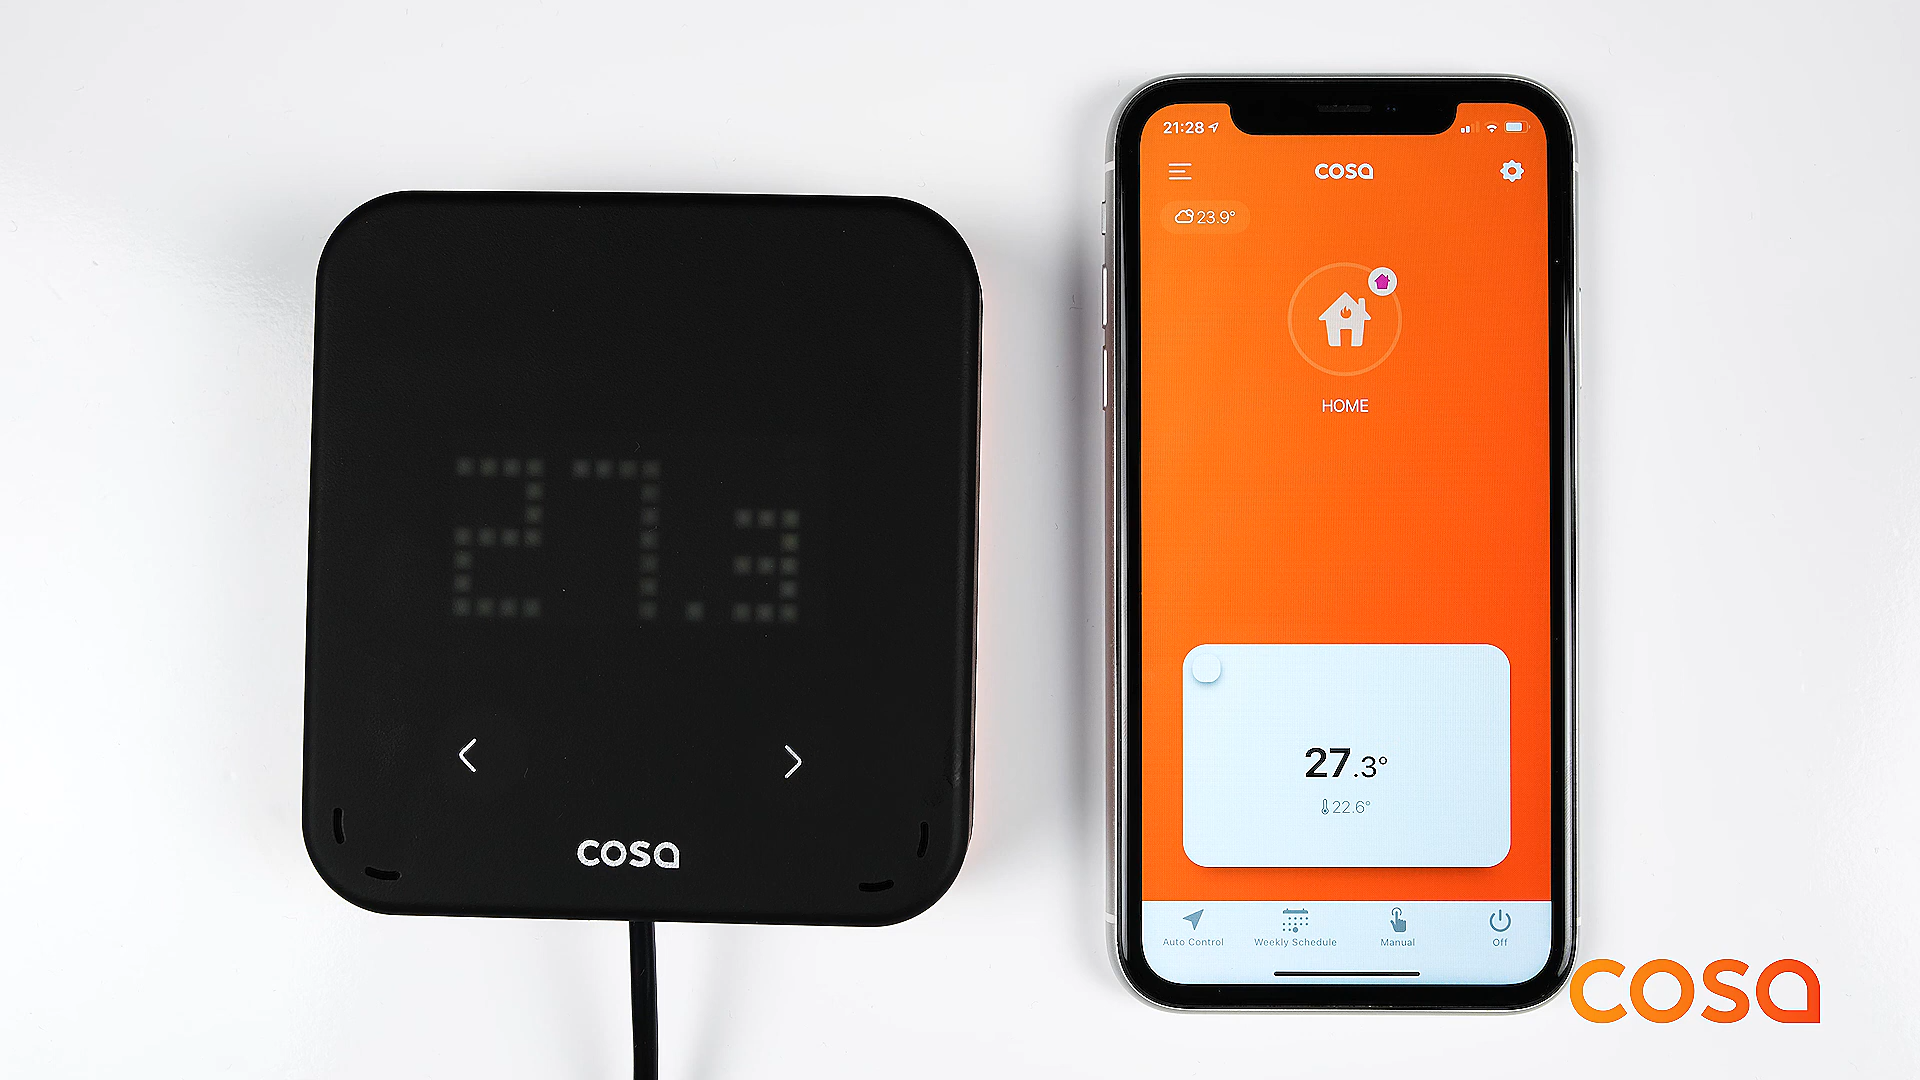 27.3
cosa
21:28
cosa
23.9°
HOME
27.3°
22.6°
Auto Control
Weekly Schedule
Manual
Off
cosa